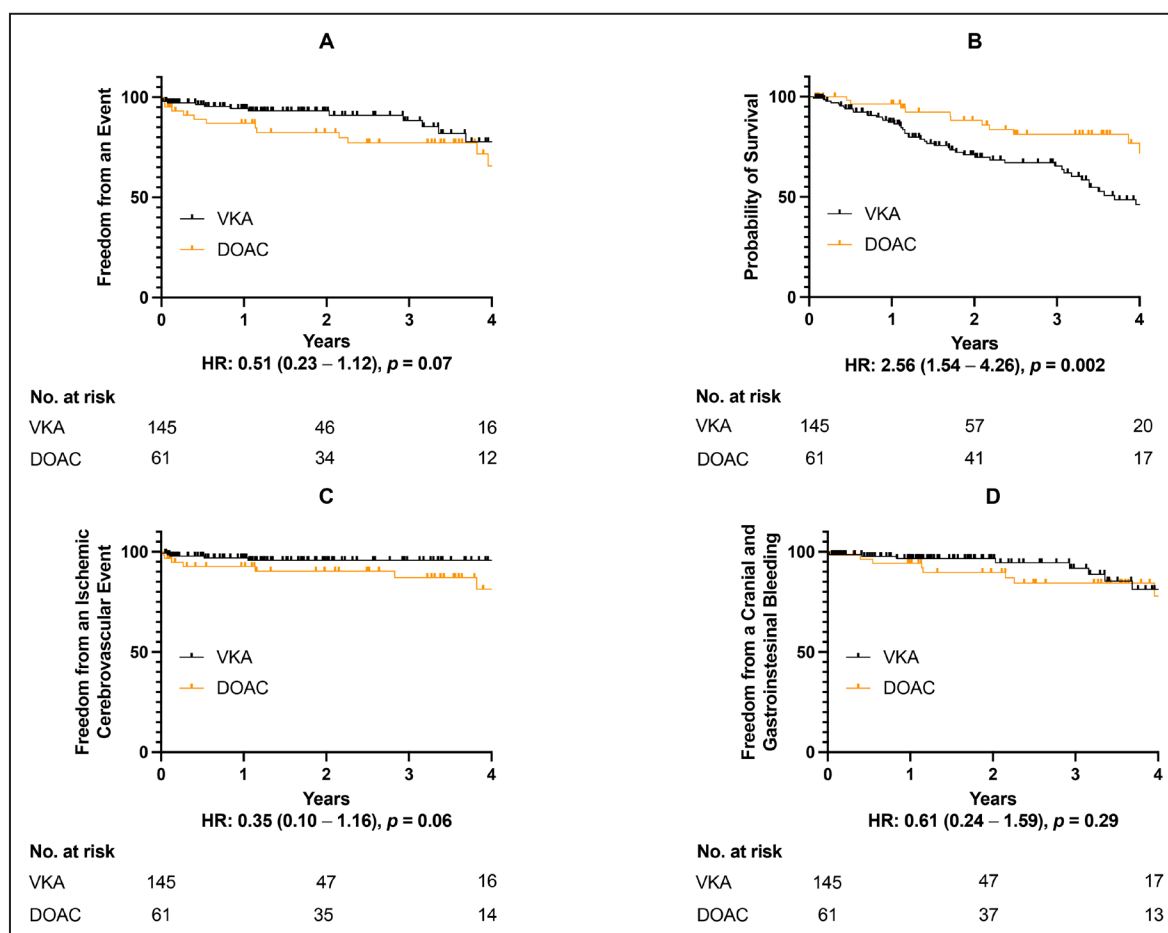 A
Freedom from an Event
100
50
0
VKA
DOAC
0 1 2 3 4
Years
HR: 0.51 (0.23 – 1.12), p = 0.07
No. at risk
VKA 145 46 16
DOAC 61 34 12
B
Probability of Survival
100
50
0
VKA
DOAC
0 1 2 3 4
Years
HR: 2.56 (1.54 – 4.26), p = 0.002
No. at risk
VKA 145 57 20
DOAC 61 41 17
C
Freedom from an Ischemic
Cerebrovascular Event
100
50
0
VKA
DOAC
0 1 2 3 4
Years
HR: 0.35 (0.10 – 1.16), p = 0.06
No. at risk
VKA 145 47 16
DOAC 61 35 14
D
Freedom from a Cranial and
Gastroinstesinal Bleeding
100
50
0
VKA
DOAC
0 1 2 3 4
Years
HR: 0.61 (0.24 – 1.59), p = 0.29
No. at risk
VKA 145 47 17
DOAC 61 37 13